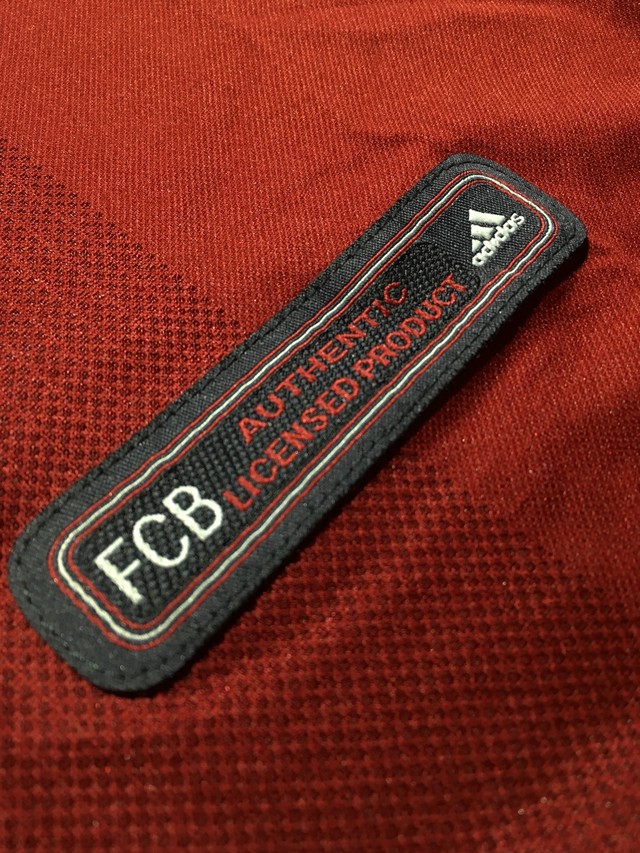 FCB
AUTHENTIC
LICENSED PRODUCT
adidas